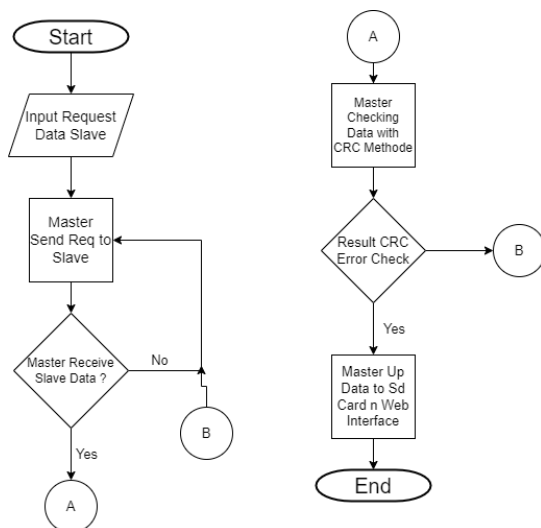 Start
Input Request
Data Slave
Master
Send Req to
Slave
Master Receive
Slave Data ?
No
B
Yes
A
A
Master
Checking
Data with
CRC Methode
Result CRC
Error Check
B
Yes
Master Up
Data to Sd
Card n Web
Interface
End